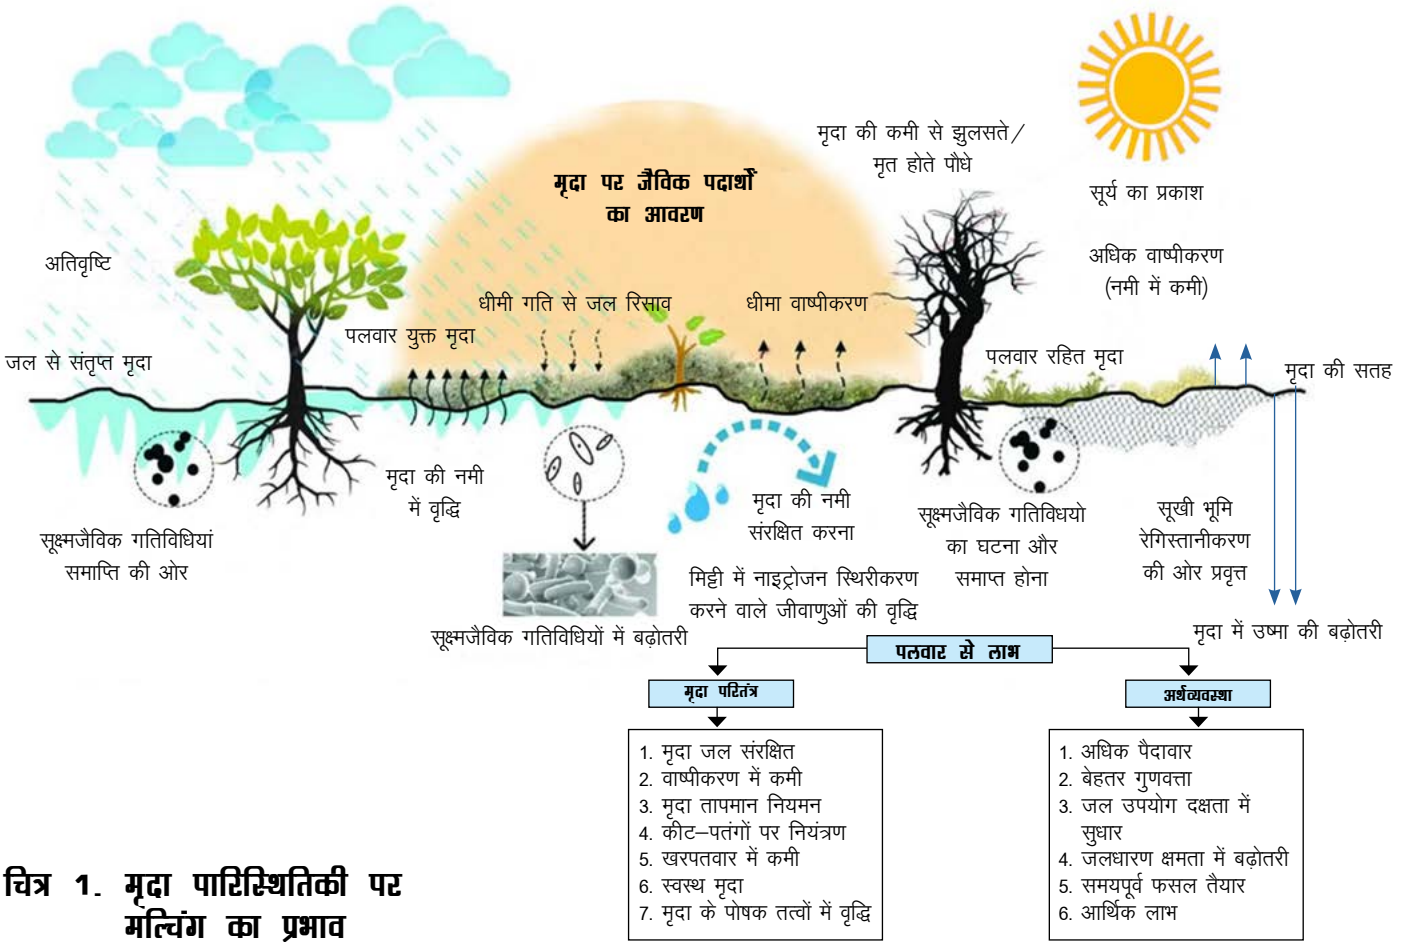 मृदा की कमी से झुलसते/
मृत होते पौधे
मृदा पर जैविक पदार्थों
का आवरण
सूर्य का प्रकाश
अतिवृष्टि
अधिक वाष्पीकरण
(नमी में कमी)
धीमी गति से जल रिसाव
धीमा वाष्पीकरण
पलवार युक्त मृदा
जल से संतृप्त मृदा
पलवार रहित मृदा
मृदा की सतह
मृदा की नमी
में वृद्धि
मृदा की नमी
संरक्षित करना
सूक्ष्मजैविक गतिविधयो
का घटना और
समाप्त होना
सूखी भूमि
रेगिस्तानीकरण
की ओर प्रवृत्त
सूक्ष्मजैविक गतिविधियां
समाप्ति की ओर
मिट्टी में नाइट्रोजन स्थिरीकरण
करने वाले जीवाणुओं की वृद्धि
सूक्ष्मजैविक गतिविधियों में बढ़ोतरी
मृदा में उष्मा की बढ़ोतरी
पलवार से लाभ
मृदा परितंत्र
1. मृदा जल संरक्षित
2. वाष्पीकरण में कमी
3. मृदा तापमान नियमन
4. कीट–पतंगों पर नियंत्रण
5. खरपतवार में कमी
6. स्वस्थ मृदा
7. मृदा के पोषक तत्वों में वृद्धि
अर्थव्यवस्था
1. अधिक पैदावार
2. बेहतर गुणवत्ता
3. जल उपयोग दक्षता में
सुधार
4. जलधारण क्षमता में बढ़ोतरी
5. समयपूर्व फसल तैयार
6. आर्थिक लाभ
चित्र 1. मृदा पारिस्थितिकी पर
मल्चिंग का प्रभाव